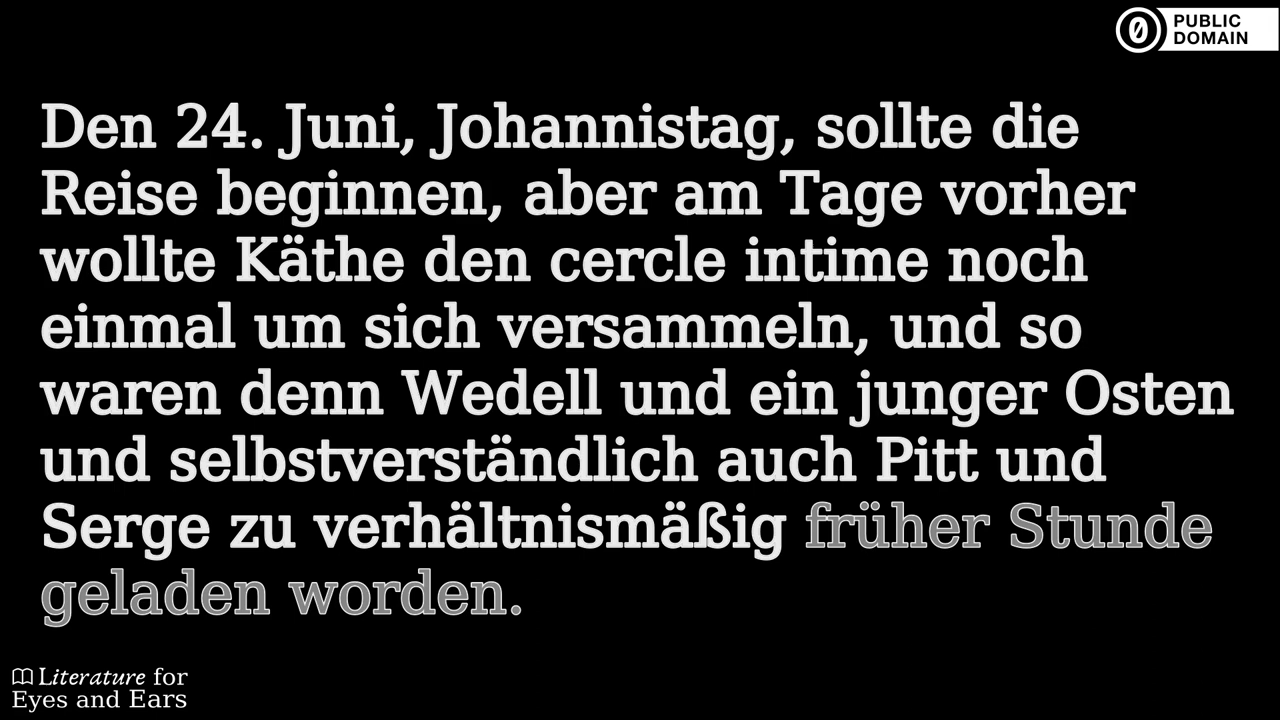 PUBLIC
DOMAIN
Den 24. Juni, Johannistag, sollte die
Reise beginnen, aber am Tage vorher
wollte Käthe den cercle intime noch
einmal um sich versammeln, und so
waren denn Wedell und ein junger Osten
und selbstverständlich auch Pitt und
Serge zu verhältnismäßig früher Stunde
geladen worden.
Literature for
Eyes and Ears